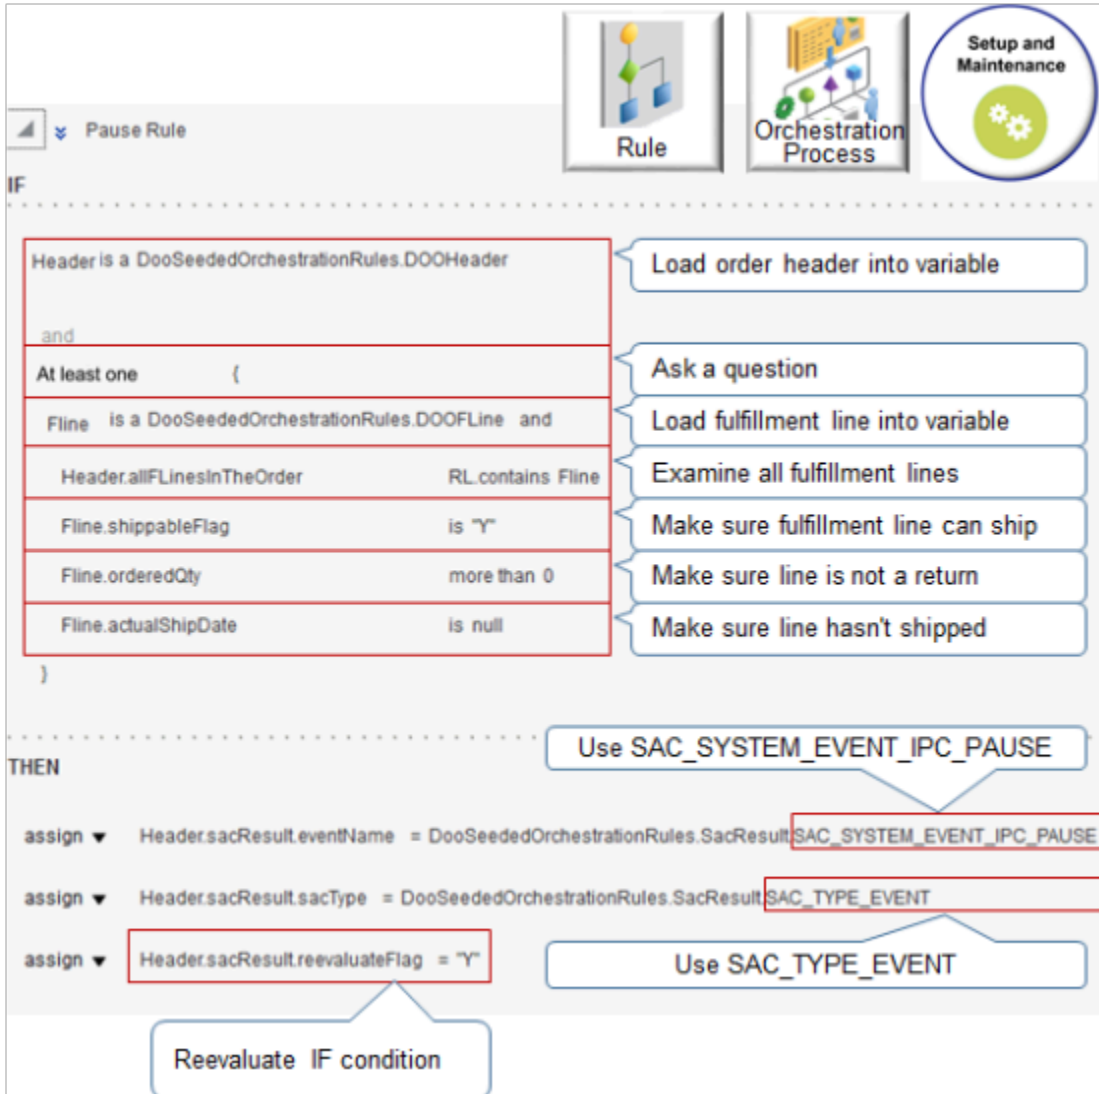 Setup and
Maintenance
Rule
Orchestration
Process
Pause Rule
IF
Header is a DooSeededOrchestrationRules.DOOHeader
Load order header into variable
and
At least one {
Ask a question
Fline is a DooSeededOrchestrationRules.DOOFLine and
Load fulfillment line into variable
Header.allFLinesInTheOrder RL.contains Fline
Examine all fulfillment lines
Fline.shippableFlag is "Y"
Make sure fulfillment line can ship
Fline.orderedQty more than 0
Make sure line is not a return
Fline.actualShipDate is null
Make sure line hasn't shipped
}
Use SAC_SYSTEM_EVENT_IPC_PAUSE
THEN
assign Header.sacResult.eventName = DooSeededOrchestrationRules.SacResult.SAC_SYSTEM_EVENT_IPC_PAUSE
assign Header.sacResult.sacType = DooSeededOrchestrationRules.SacResult.SAC_TYPE_EVENT
assign Header.sacResult.reevaluateFlag = "Y"
Use SAC_TYPE_EVENT
Reevaluate IF condition